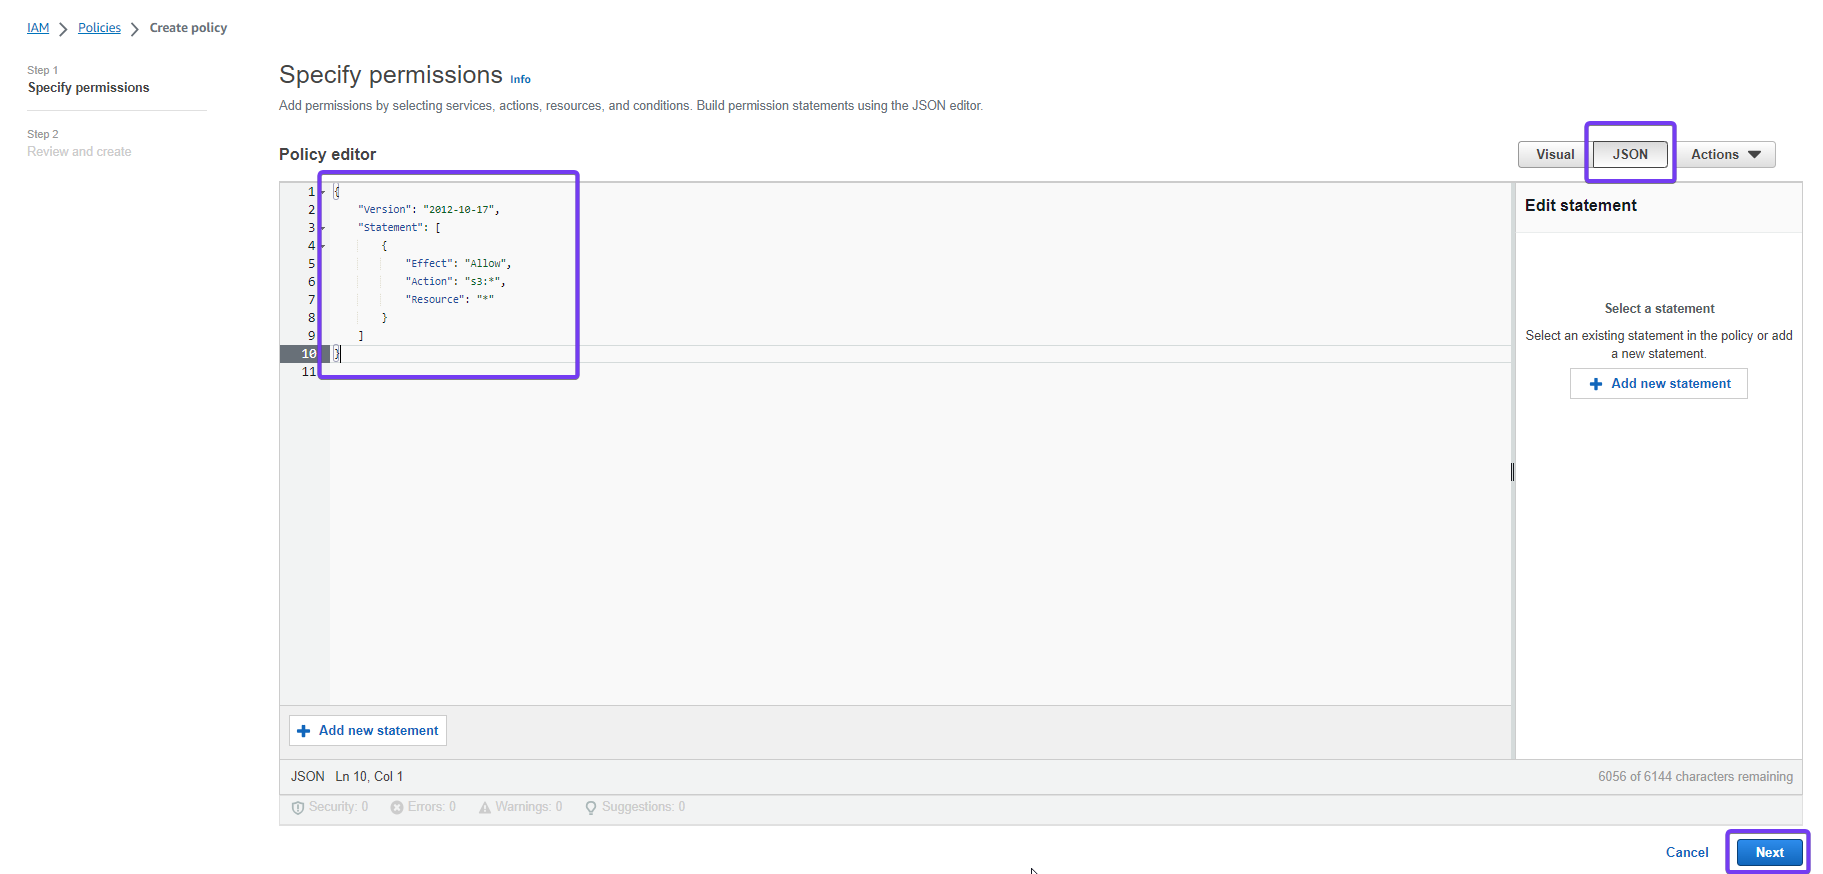 IAM > Policies > Create policy
Step 1
Specify permissions
Step 2
Review and create
Specify permissions Info
Add permissions by selecting services, actions, resources, and conditions. Build permission statements using the JSON editor.
Policy editor
Visual JSON Actions
1 {
2 "Version": "2012-10-17",
3 "Statement": [
4 {
5 "Effect": "Allow",
6 "Action": "s3:*",
7 "Resource": "*"
8 }
9 ]
10 }
11
Edit statement
Select a statement
Select an existing statement in the policy or add
a new statement.
+ Add new statement
+ Add new statement
JSON Ln 10, Col 1
6056 of 6144 characters remaining
Security: 0 Errors: 0 Warnings: 0 Suggestions: 0
Cancel Next